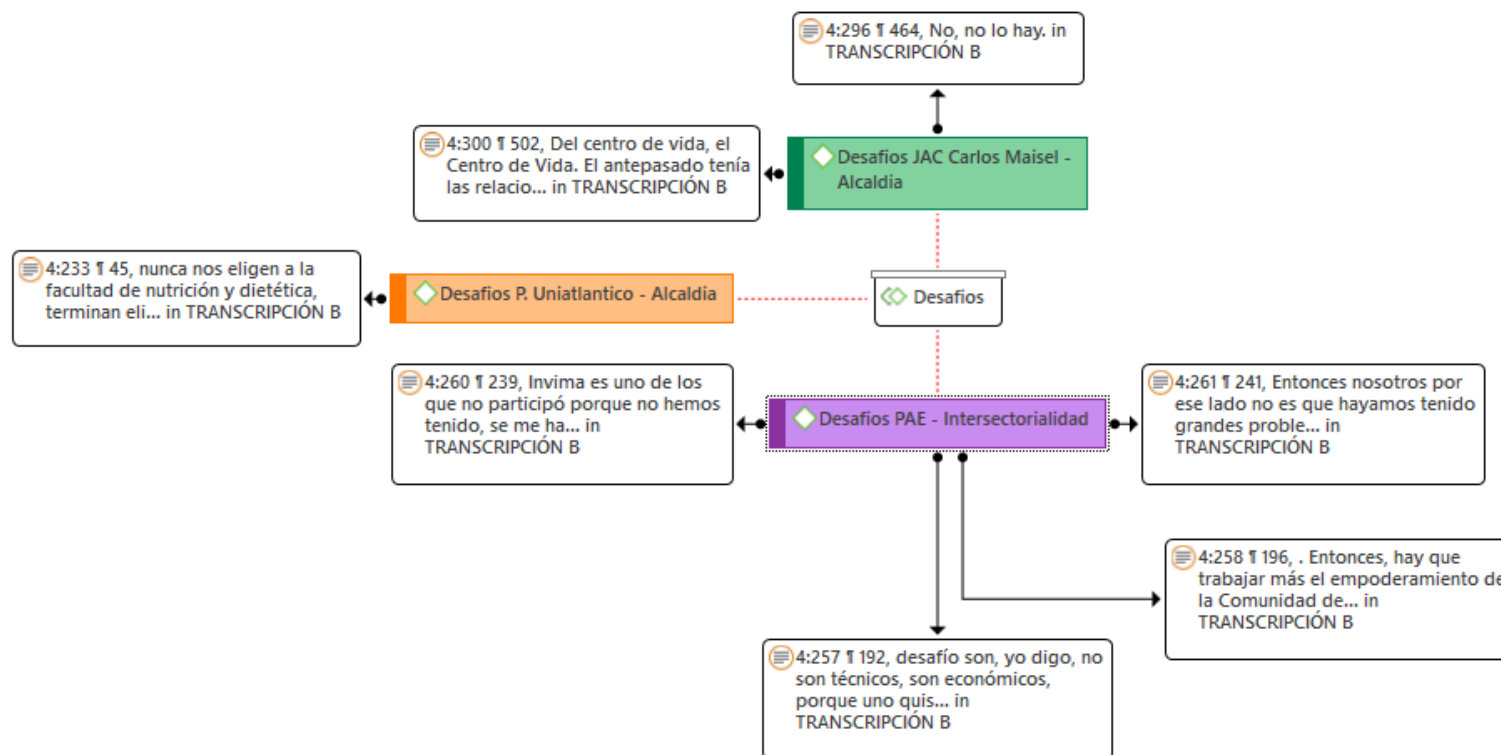 4:296 ¶ 464, No, no lo hay. in
TRANSCRIPCIÓN B
4:300 ¶ 502, Del centro de vida, el
Centro de Vida. El antepasado tenía
las relacio... in TRANSCRIPCIÓN B
Desafios JAC Carlos Maisel -
Alcaldia
4:233 ¶ 45, nunca nos eligen a la
facultad de nutrición y dietética,
terminan eli... in TRANSCRIPCIÓN B
Desafios P. Uniatlantico - Alcaldia
Desafios
4:260 ¶ 239, Invima es uno de los
que no participó porque no hemos
tenido, se me ha... in
TRANSCRIPCIÓN B
Desafios PAE - Intersectorialidad
4:261 ¶ 241, Entonces nosotros por
ese lado no es que hayamos tenido
grandes proble... in
TRANSCRIPCIÓN B
4:258 ¶ 196, . Entonces, hay que
trabajar más el empoderamiento de
la Comunidad de... in
TRANSCRIPCIÓN B
4:257 ¶ 192, desafío son, yo digo, no
son técnicos, son económicos,
porque uno quis... in
TRANSCRIPCIÓN B